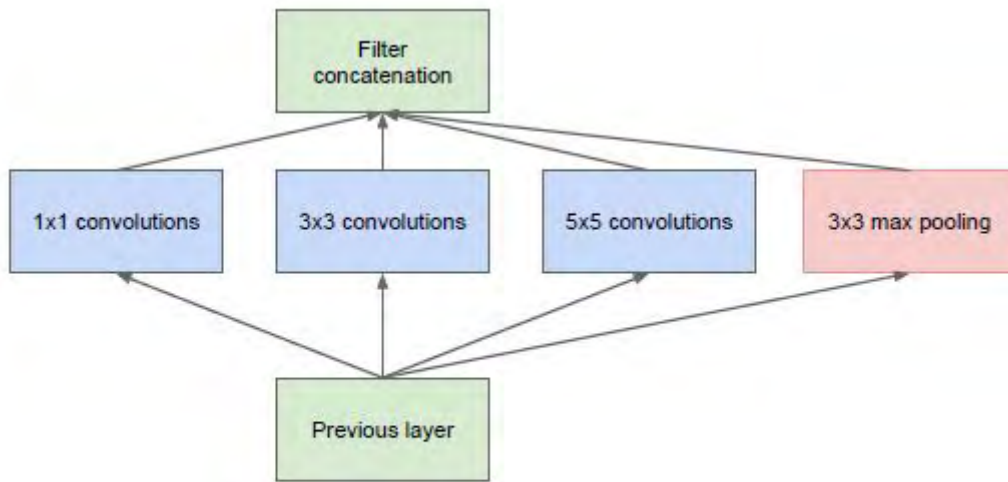 Filter
concatenation
1x1 convolutions
3x3 convolutions
5x5 convolutions
3x3 max pooling
Previous layer